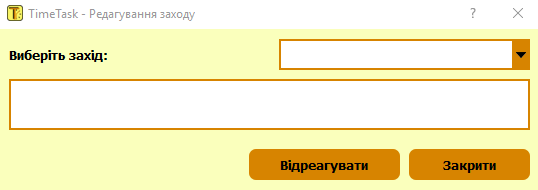 TimeTask - Редагування заходу
Виберіть захід:
Відреагувати
Закрити